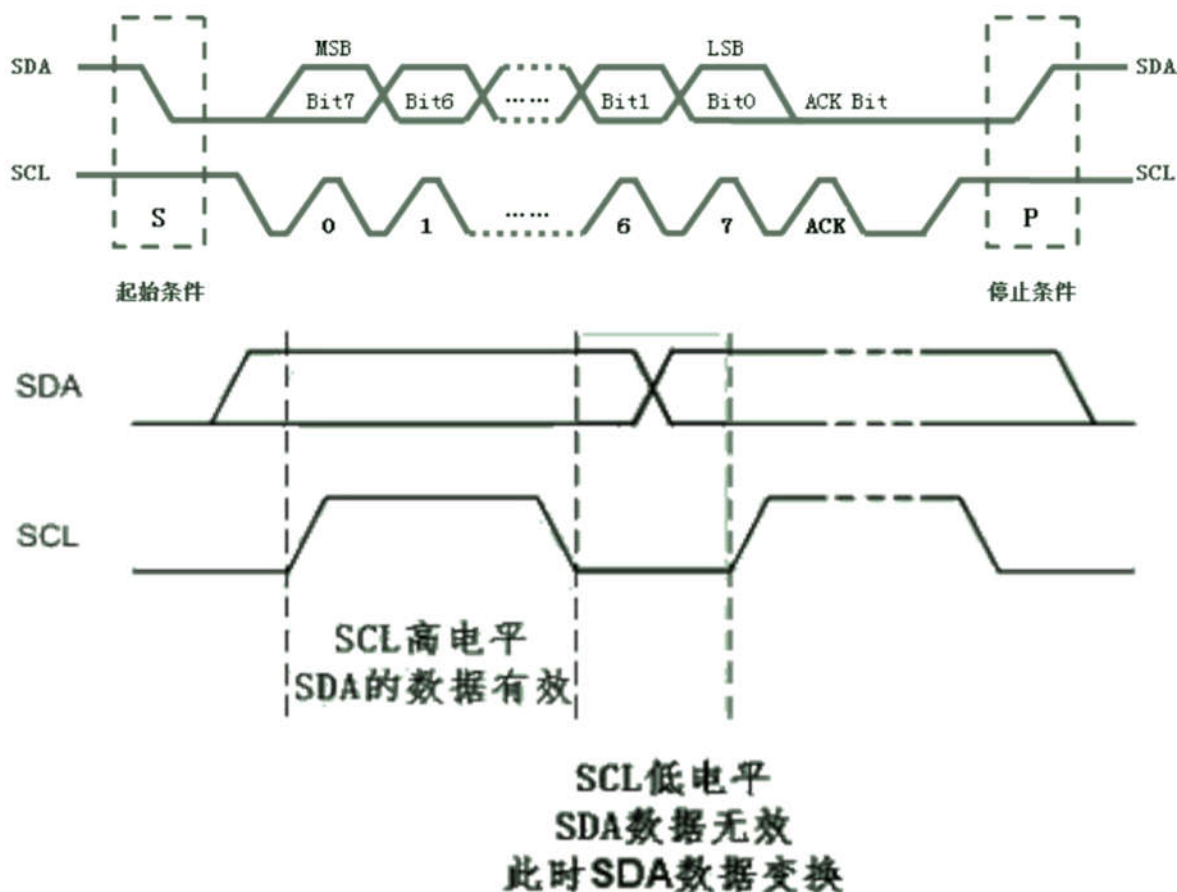 MSB LSB
SDA SDA
Bit7 Bit6 …… Bit1 Bit0 ACK Bit
SCL SCL
S 0 1 …… 6 7 ACK P
起始条件 停止条件
SDA
SCL
SCL高电平
SDA的数据有效
SCL低电平
SDA数据无效
此时SDA数据变换